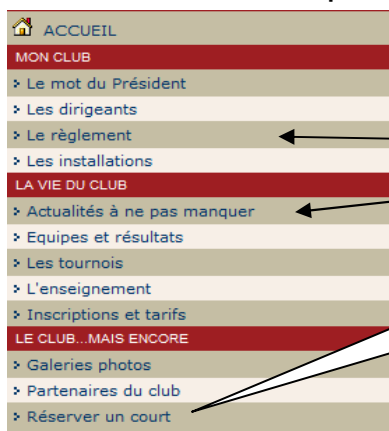 ACCUEIL
MON CLUB
Le mot du Président
Les dirigeants
Le règlement
Les installations
LA VIE DU CLUB
Actualités à ne pas manquer
Equipes et résultats
Les tournois
L'enseignement
Inscriptions et tarifs
LE CLUB...MAIS ENCORE
Galeries photos
Partenaires du club
Réserver un court